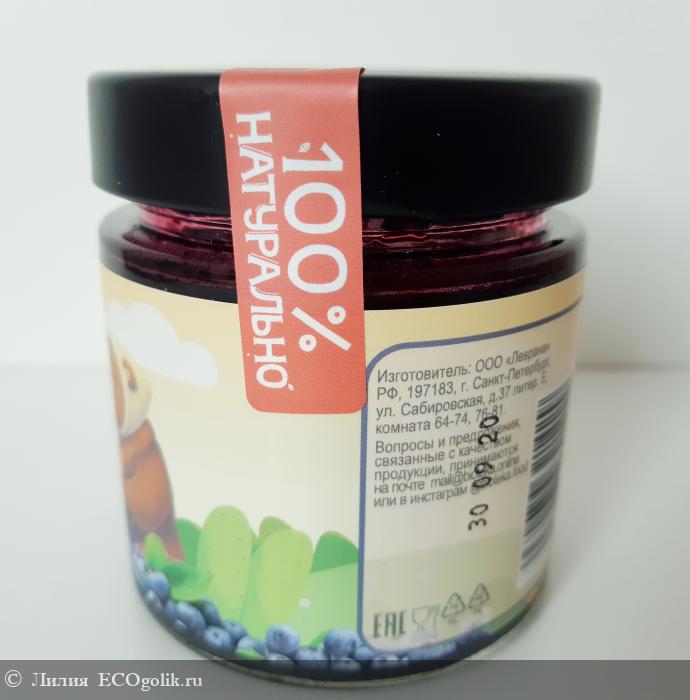 100%
НАТУРАЛЬНО
Изготовитель: ООО «Леврана»
РФ, 197183, г. Санкт-Петербург,
ул. Сабировская, д.37 литер. Е,
комната 64-74, 76-81.
Вопросы и предложения,
связанные с качеством
продукции, принимаются
на почте
или в инстаграм
30 09 20
EAC
© Лилия ECOgolik.ru